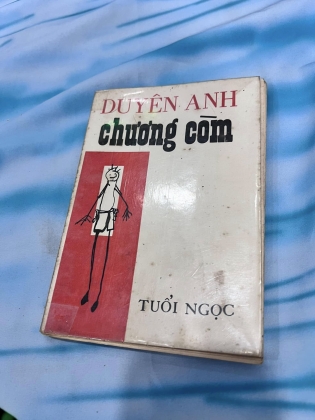 DUYÊN ANH
chương còm
TUỔI NGỌC